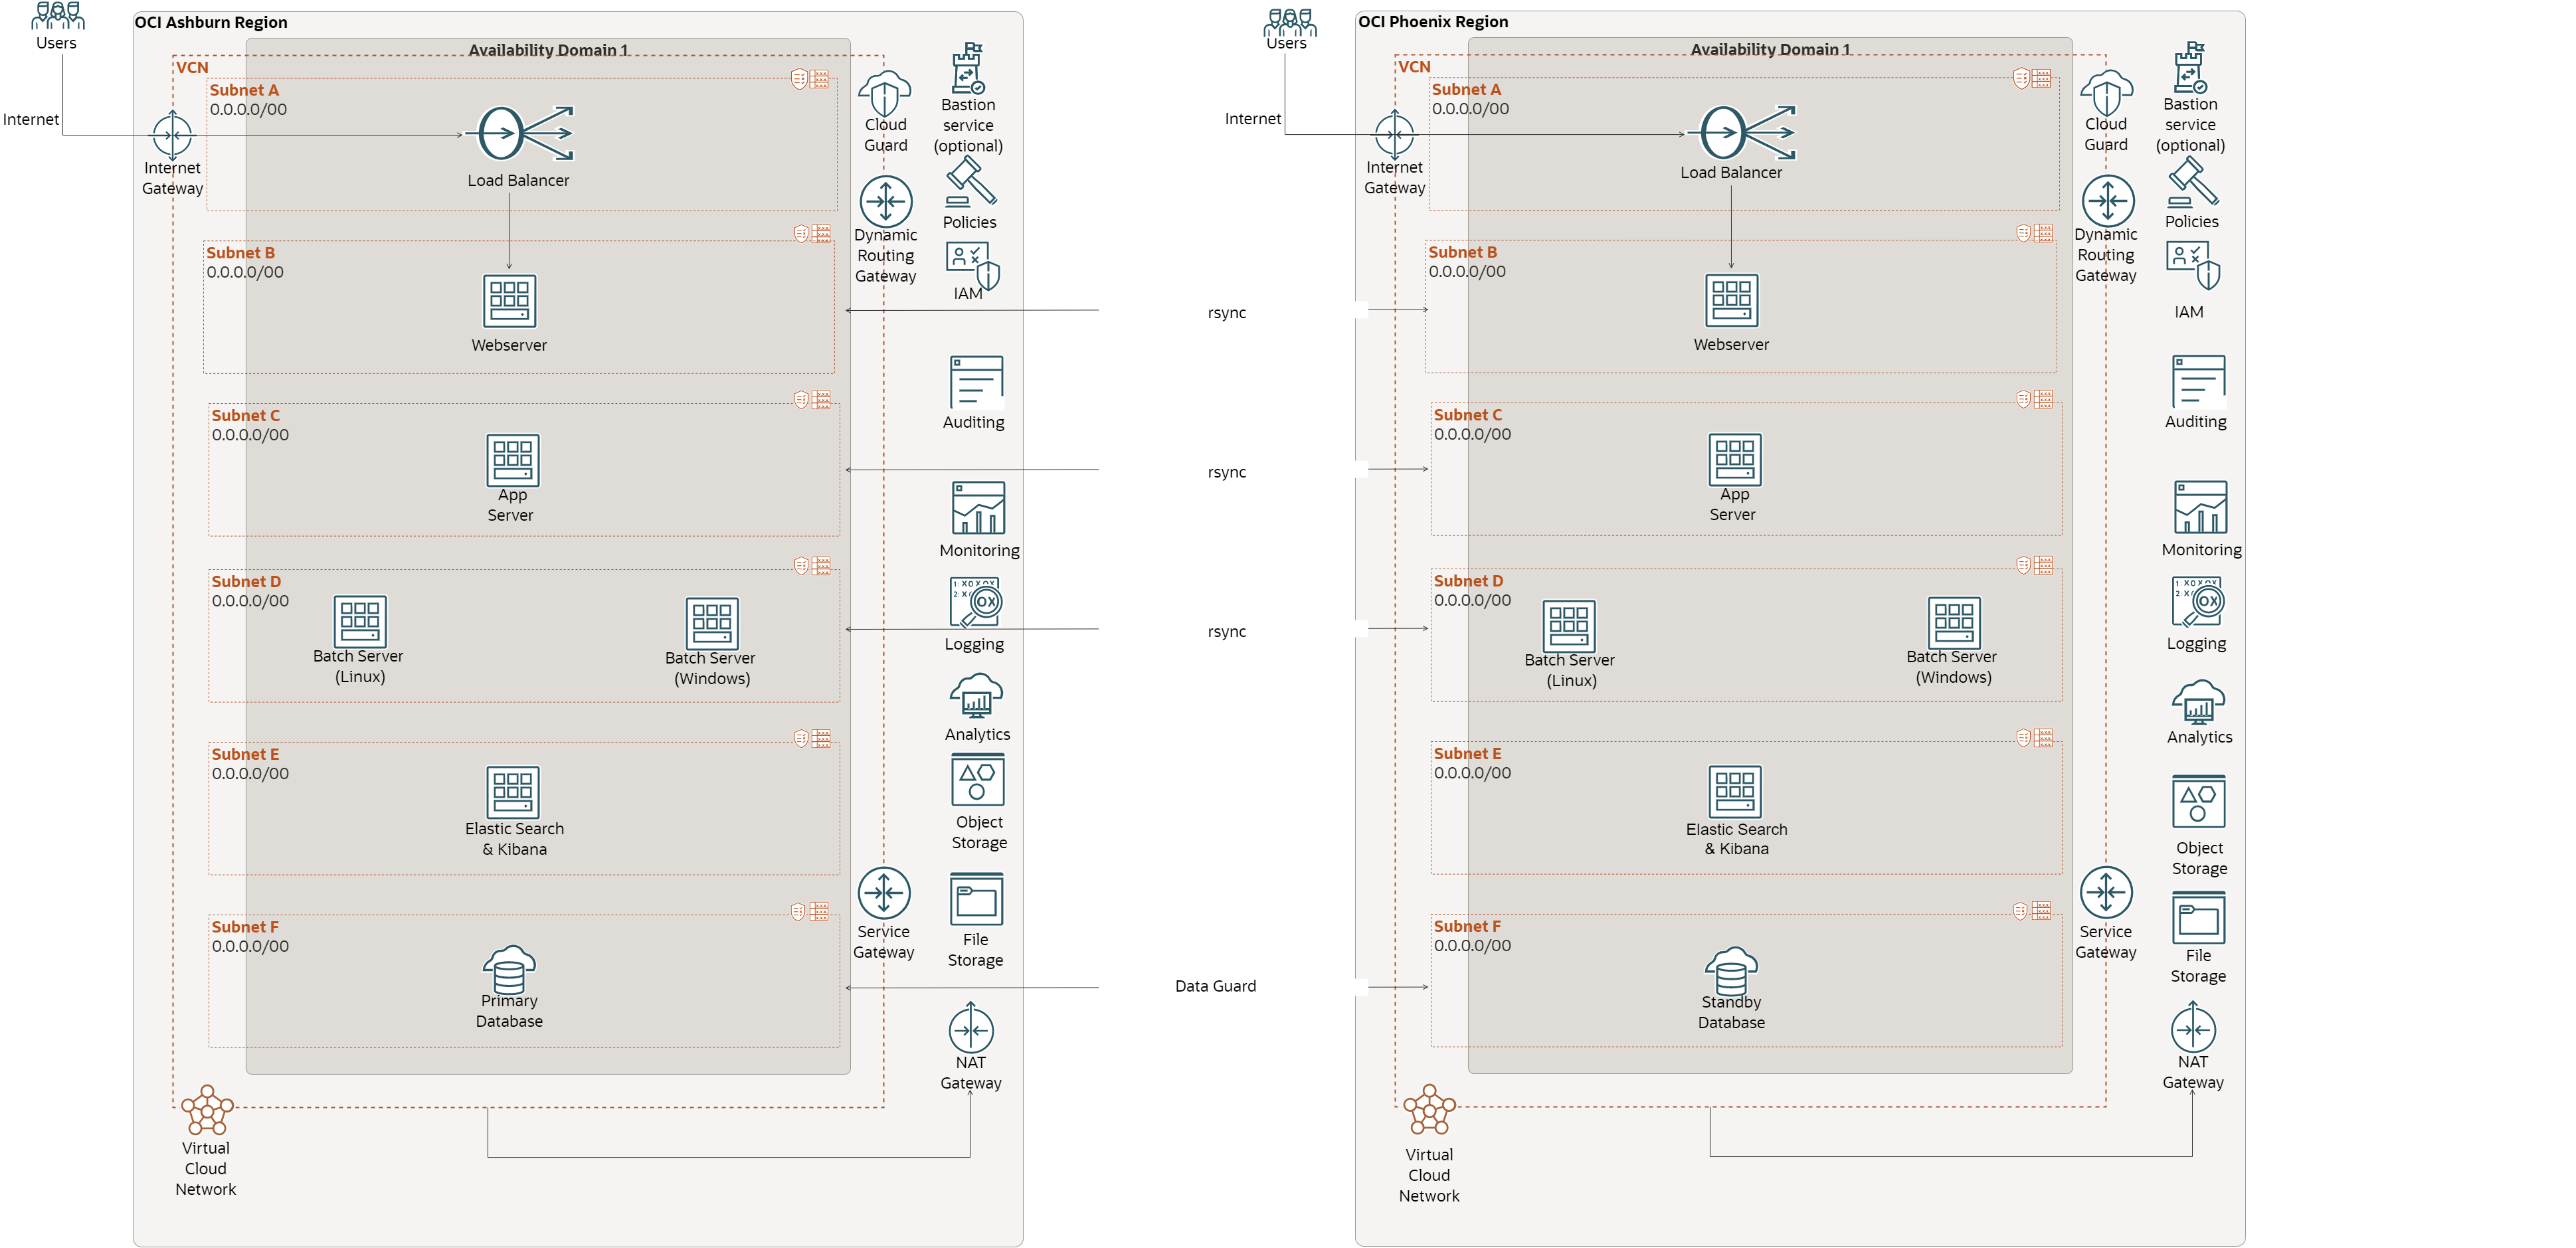 Users
Internet
OCI Ashburn Region
Availability Domain 1
VCN
Internet
Gateway
Subnet A
0.0.0.0/00
Load Balancer
Subnet B
0.0.0.0/00
Webserver
Subnet C
0.0.0.0/00
App
Server
Subnet D
0.0.0.0/00
Batch Server
(Linux)
Batch Server
(Windows)
Subnet E
0.0.0.0/00
Elastic Search
& Kibana
Subnet F
0.0.0.0/00
Primary
Database
Virtual
Cloud
Network
Cloud
Guard
Dynamic
Routing
Gateway
Service
Gateway
Bastion
service
(optional)
Policies
IAM
Auditing
Monitoring
1: X O X O X
2: X
OX
Logging
Analytics
Object
Storage
File
Storage
NAT
Gateway
rsync
rsync
rsync
Data Guard
Users
Internet
OCI Phoenix Region
Availability Domain 1
VCN
Internet
Gateway
Subnet A
0.0.0.0/00
Load Balancer
Subnet B
0.0.0.0/00
Webserver
Subnet C
0.0.0.0/00
App
Server
Subnet D
0.0.0.0/00
Batch Server
(Linux)
Batch Server
(Windows)
Subnet E
0.0.0.0/00
Elastic Search
& Kibana
Subnet F
0.0.0.0/00
Standby
Database
Virtual
Cloud
Network
Cloud
Guard
Dynamic
Routing
Gateway
Service
Gateway
Bastion
service
(optional)
Policies
IAM
Auditing
Monitoring
1: X O X O X
2: X
OX
Logging
Analytics
Object
Storage
File
Storage
NAT
Gateway